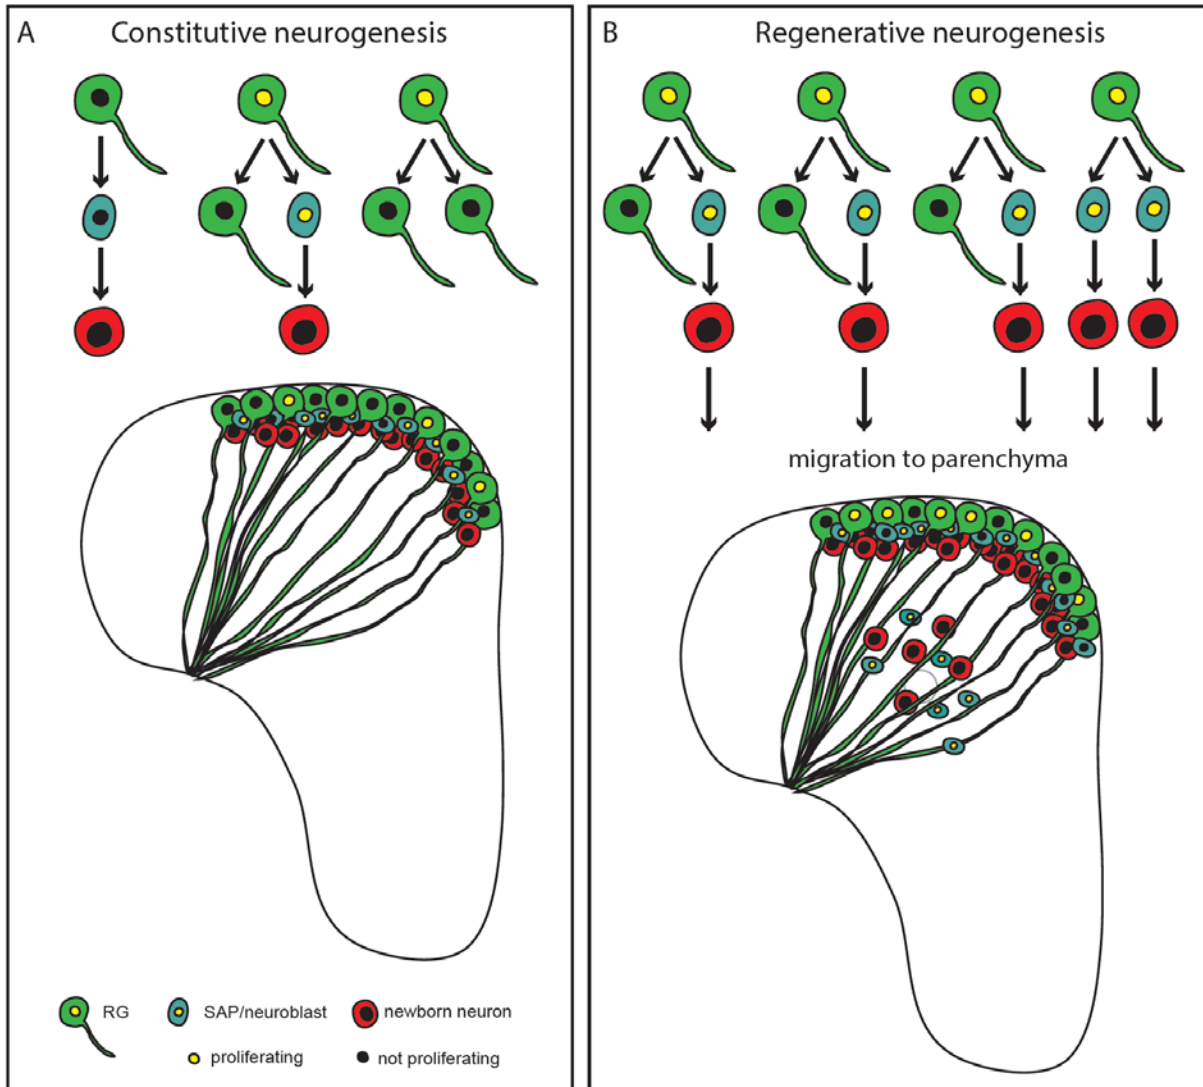 A Constitutive neurogenesis
B Regenerative neurogenesis
migration to parenchyma
RG SAP/neuroblast newborn neuron
proliferating not proliferating